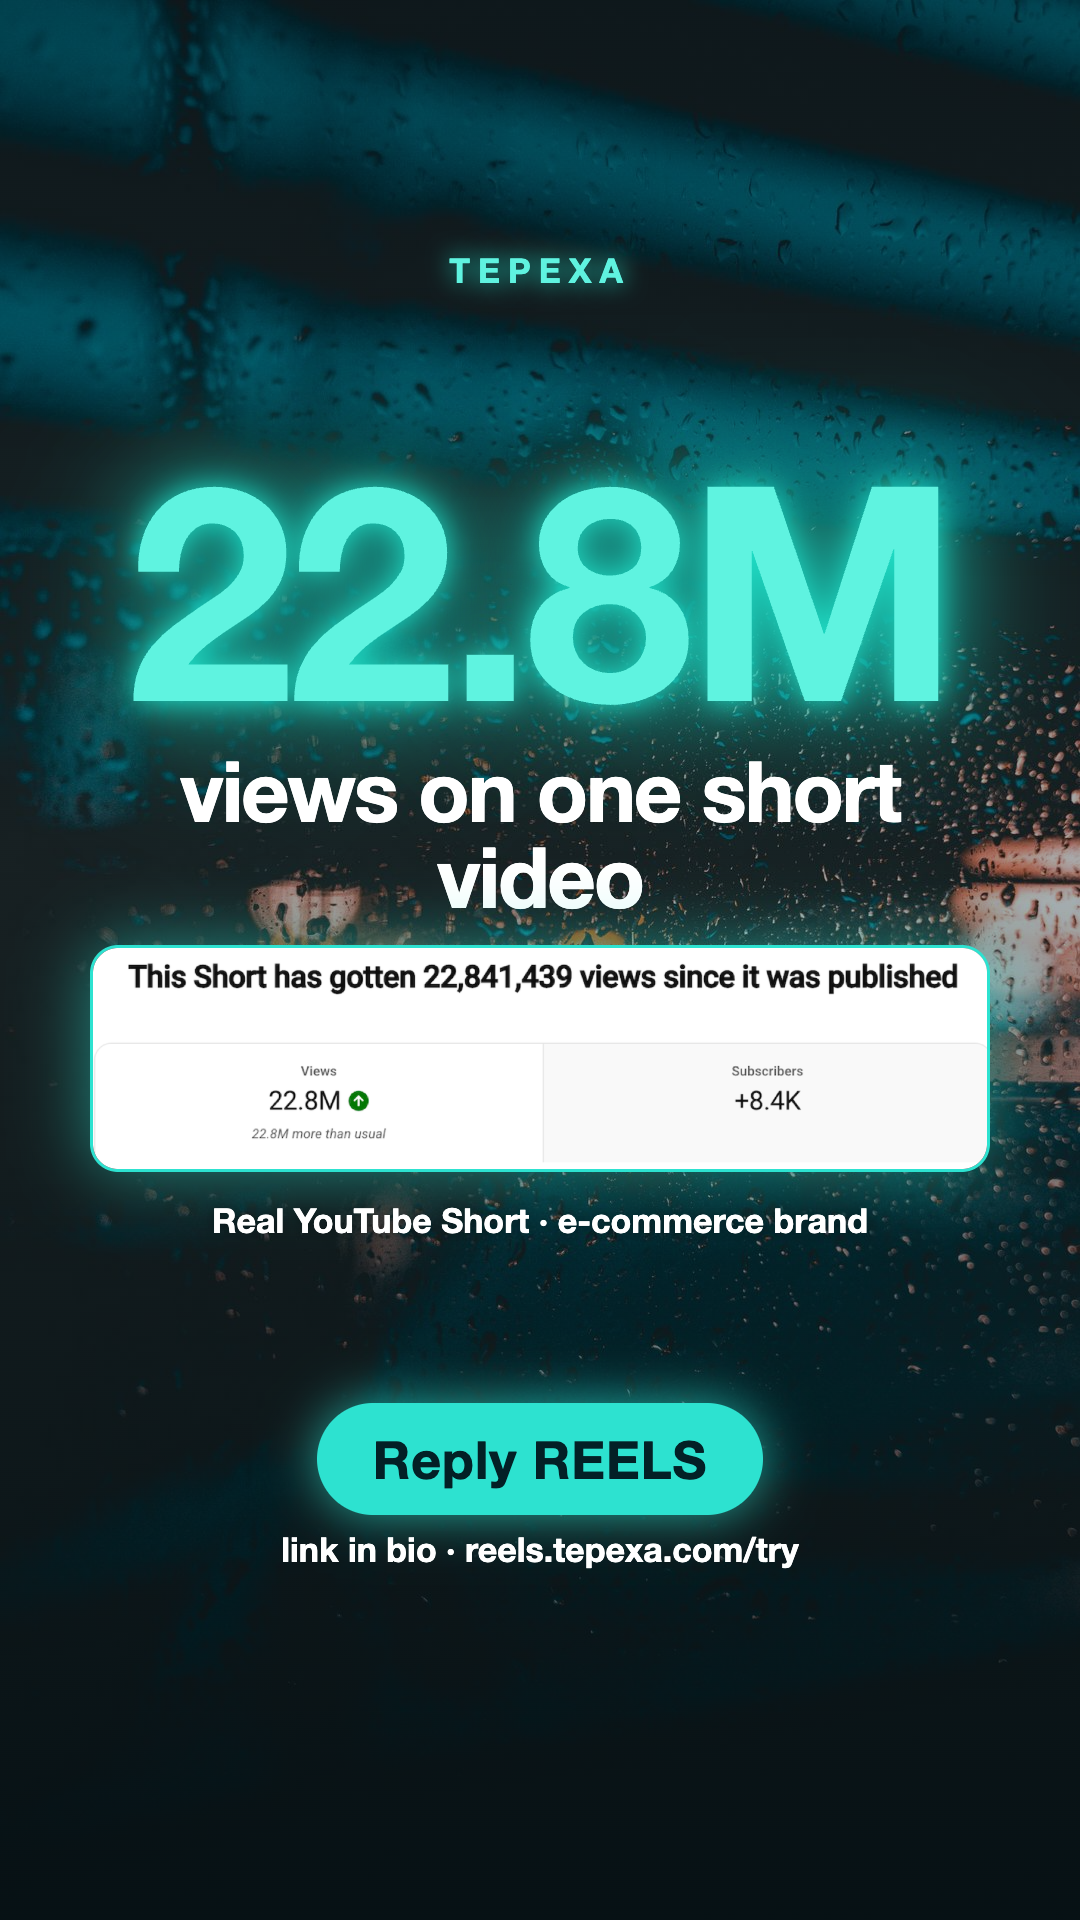 TEPEXA
22.8M
views on one short
video
This Short has gotten 22,841,439 views since it was published
Views
22.8M
22.8M more than usual
Subscribers
+8.4K
Real YouTube Short · e-commerce brand
Reply REELS
link in bio · reels.tepexa.com/try